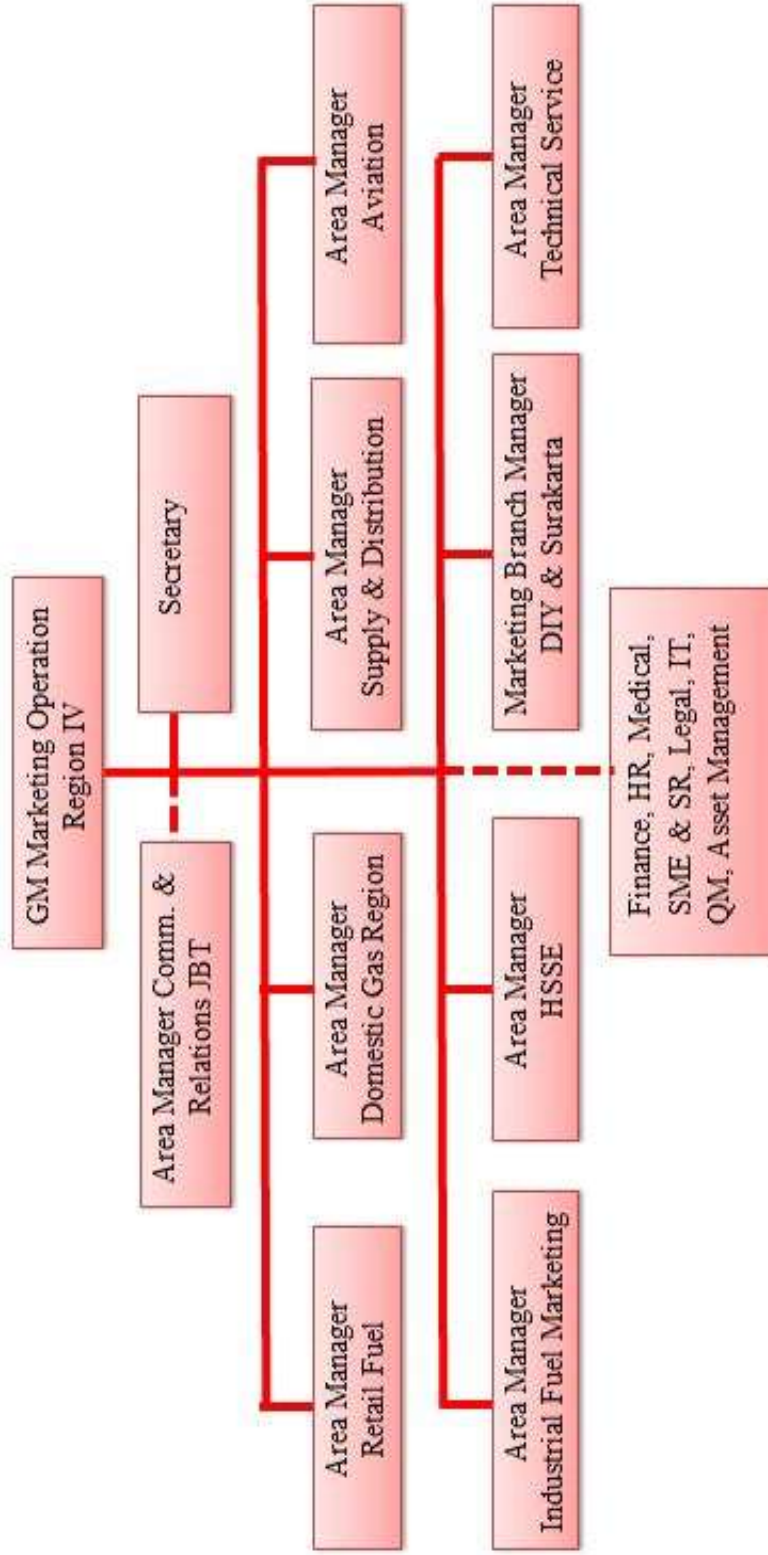 GM Marketing Operation
Region IV
Area Manager Comm. &
Relations JBT
Secretary
Area Manager
Retail Fuel
Area Manager
Domestic Gas Region
Area Manager
Supply & Distribution
Area Manager
Aviation
Area Manager
Industrial Fuel Marketing
Area Manager
HSSE
Marketing Branch Manager
DIY & Surakarta
Area Manager
Technical Service
Finance, HR, Medical,
SME & SR, Legal, IT,
QM, Asset Management